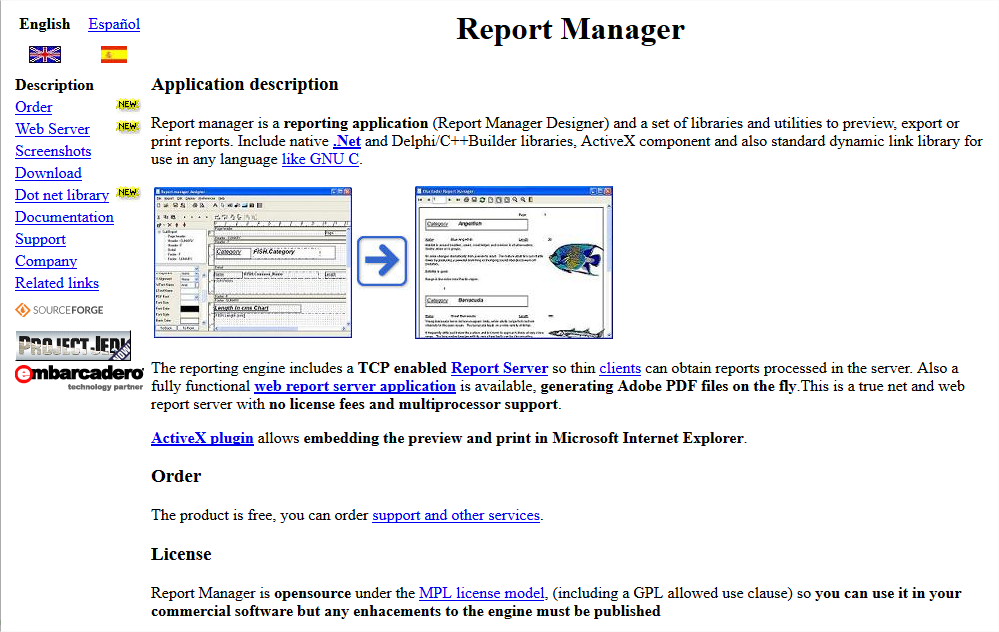 English Español
Report Manager
Description
Order NEW
Web Server NEW
Screenshots
Download
Dot net library NEW
Documentation
Support
Company
Related links
SOURCEFORGE
PROJECT-JEDI
embarcadero
technology partner
Application description
Report manager is a reporting application (Report Manager Designer) and a set of libraries and utilities to preview, export or
print reports. Include native .Net and Delphi/C++Builder libraries, ActiveX component and also standard dynamic link library for
use in any language like GNU C.
Report manager designer
Category FISH.Category
Length in cms Chart
Page
Category Angelfish
Name Blue Angelfish Length 30
Category Barracuda
The reporting engine includes a TCP enabled Report Server so thin clients can obtain reports processed in the server. Also a
fully functional web report server application is available, generating Adobe PDF files on the fly.This is a true net and web
report server with no license fees and multiprocessor support.
ActiveX plugin allows embedding the preview and print in Microsoft Internet Explorer.
Order
The product is free, you can order support and other services.
License
Report Manager is opensource under the MPL license model, (including a GPL allowed use clause) so you can use it in your
commercial software but any enhacements to the engine must be published